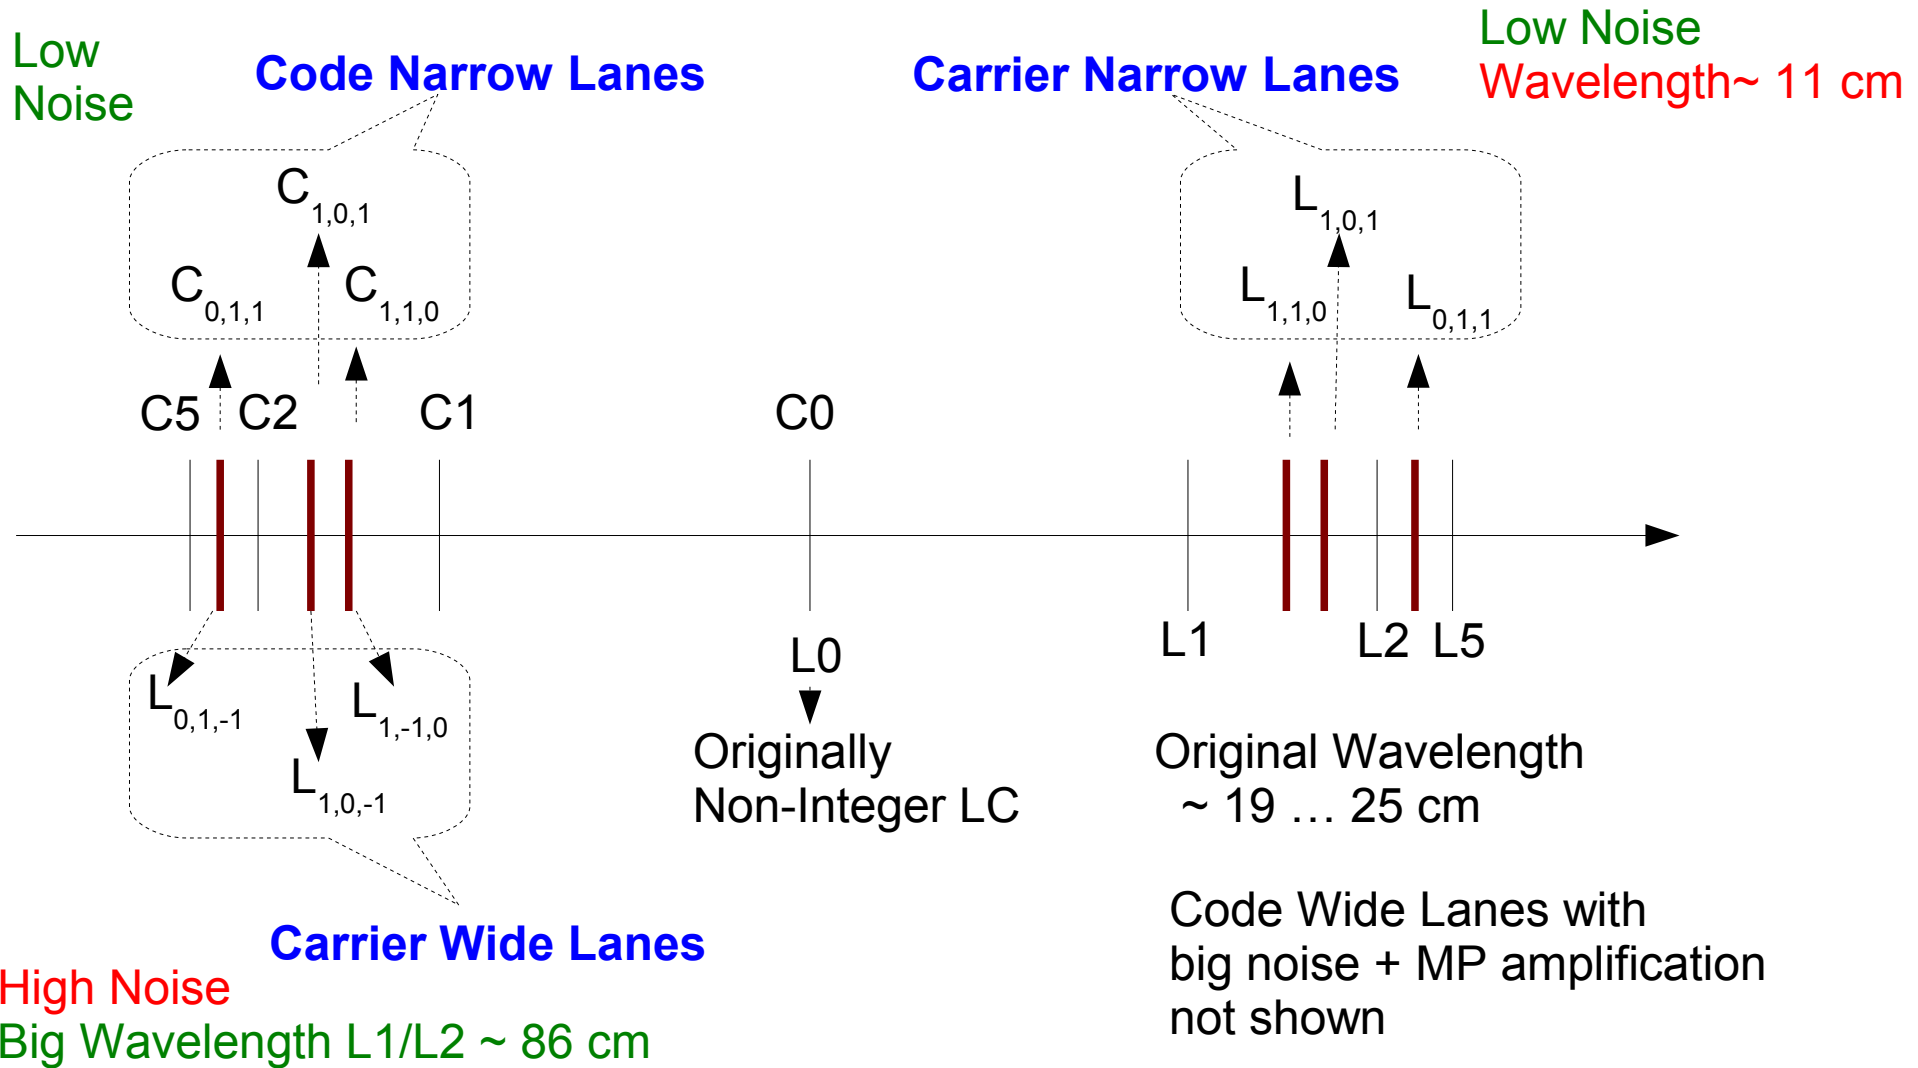 Low
Noise
Code Narrow Lanes
Carrier Narrow Lanes
Low Noise
Wavelength~ 11 cm
C1,0,1
C0,1,1
C1,1,0
L1,0,1
L1,1,0
L0,1,1
C5
C2
C1
C0
L1
L2
L5
L0
L0,1,-1
L1,-1,0
L1,0,-1
Originally
Non-Integer LC
Original Wavelength
~ 19 … 25 cm
Carrier Wide Lanes
High Noise
Big Wavelength L1/L2 ~ 86 cm
Code Wide Lanes with
big noise + MP amplification
not shown